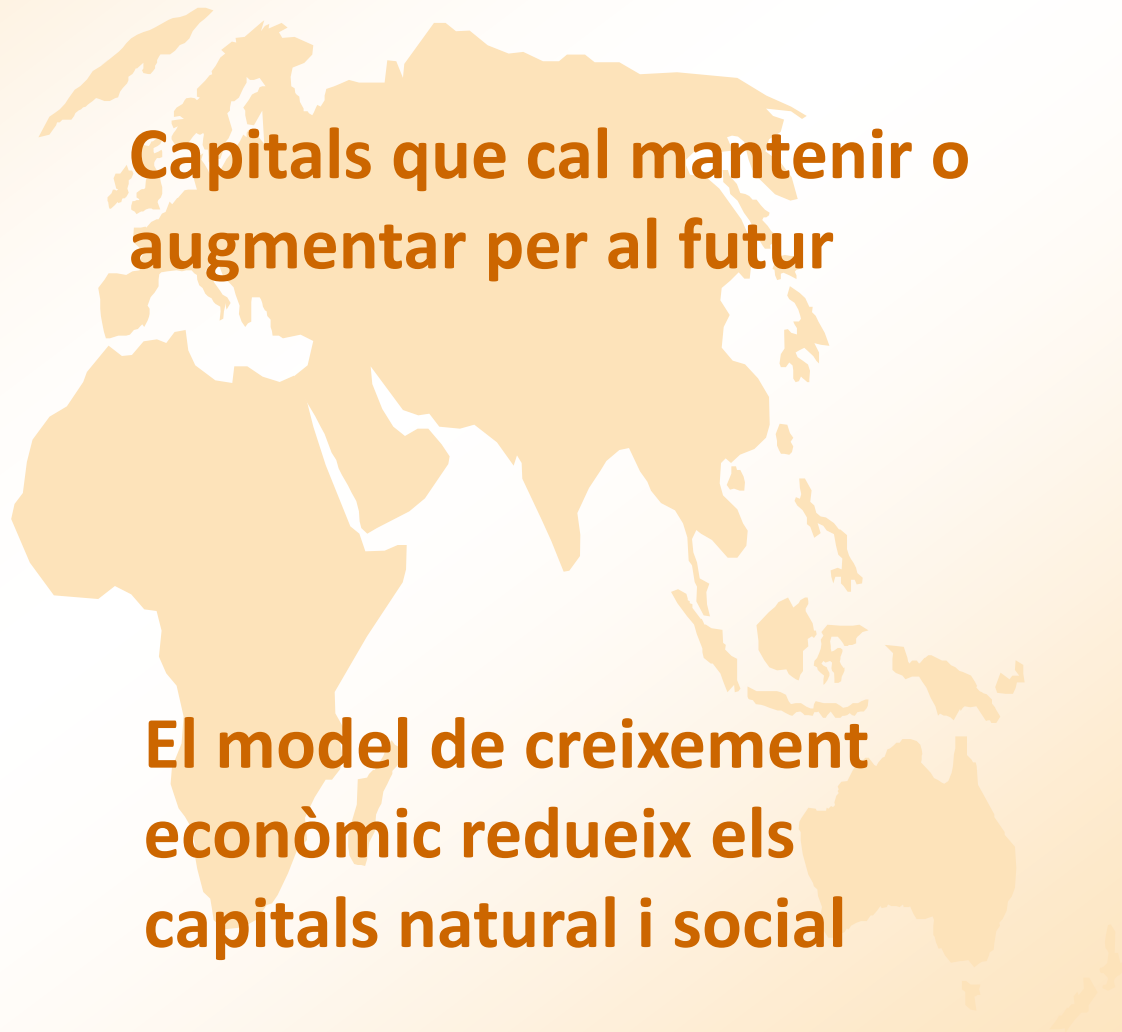 Capitals que cal mantenir o
augmentar per al futur
El model de creixement
econòmic redueix els
capitals natural i social